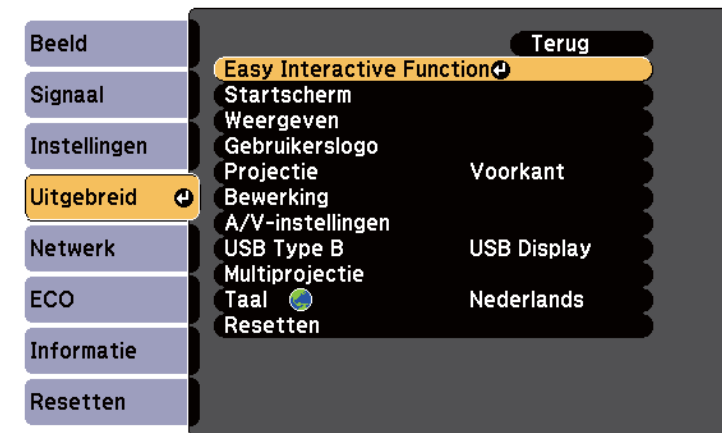 Beeld
Signaal
Instellingen
Uitgebreid
Netwerk
ECO
Informatie
Resetten
Terug
Easy Interactive Function
Startscherm
Weergeven
Gebruikerslogo
Projectie Voorkant
Bewerking
A/V-instellingen
USB Type B USB Display
Multiprojectie
Taal Nederlands
Resetten